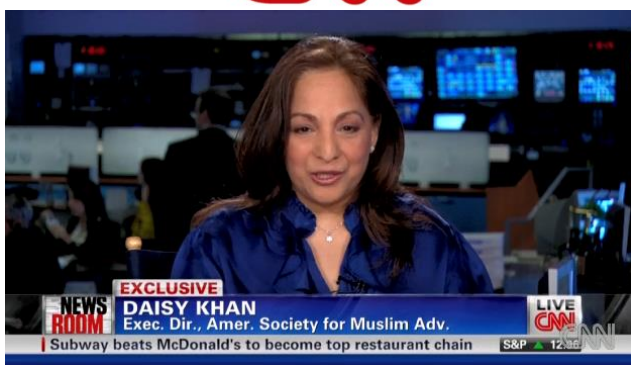 EXCLUSIVE
NEWS
ROOM
DAISY KHAN
Exec. Dir., Amer. Society for Muslim Adv.
LIVE
CNN
CNN
Subway beats McDonald's to become top restaurant chain
S&P ▲